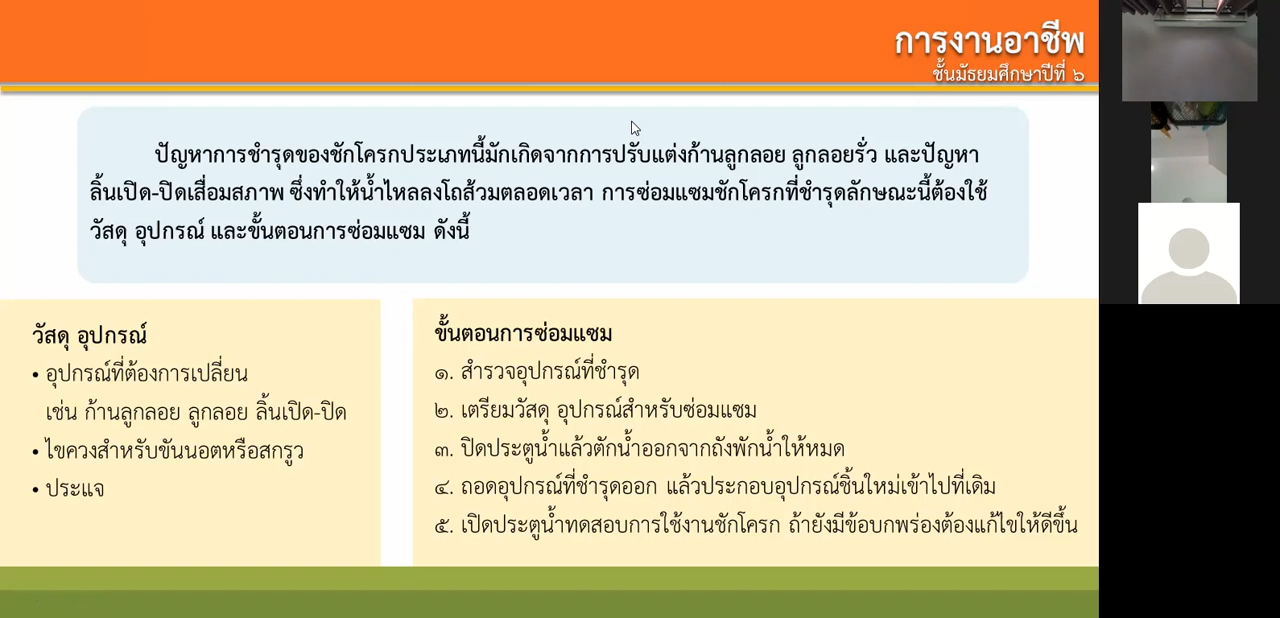 การงานอาชีพ
ชั้นมัธยมศึกษาปีที่ ๖
ปัญหาการชำรุดของชักโครกประเภทนี้มักเกิดจากการปรับแต่งก้านลูกลอย ลูกลอยรั่ว และปัญหา
ลิ้นเปิด-ปิดเสื่อมสภาพ ซึ่งทำให้น้ำไหลลงโถส้วมตลอดเวลา การซ่อมแซมชักโครกที่ชำรุดลักษณะนี้ต้องใช้
วัสดุ อุปกรณ์ และขั้นตอนการซ่อมแซม ดังนี้
วัสดุ อุปกรณ์
• อุปกรณ์ที่ต้องการเปลี่ยน
เช่น ก้านลูกลอย ลูกลอย ลิ้นเปิด-ปิด
• ไขควงสำหรับขันนอตหรือสกรูว
• ประแจ
ขั้นตอนการซ่อมแซม
๑. สำรวจอุปกรณ์ที่ชำรุด
๒. เตรียมวัสดุ อุปกรณ์สำหรับซ่อมแซม
๓. ปิดประตูน้ำแล้วตักน้ำออกจากถังพักน้ำให้หมด
๔. ถอดอุปกรณ์ที่ชำรุดออก แล้วประกอบอุปกรณ์ชิ้นใหม่เข้าไปที่เดิม
๕. เปิดประตูน้ำทดสอบการใช้งานชักโครก ถ้ายังมีข้อบกพร่องต้องแก้ไขให้ดีขึ้น